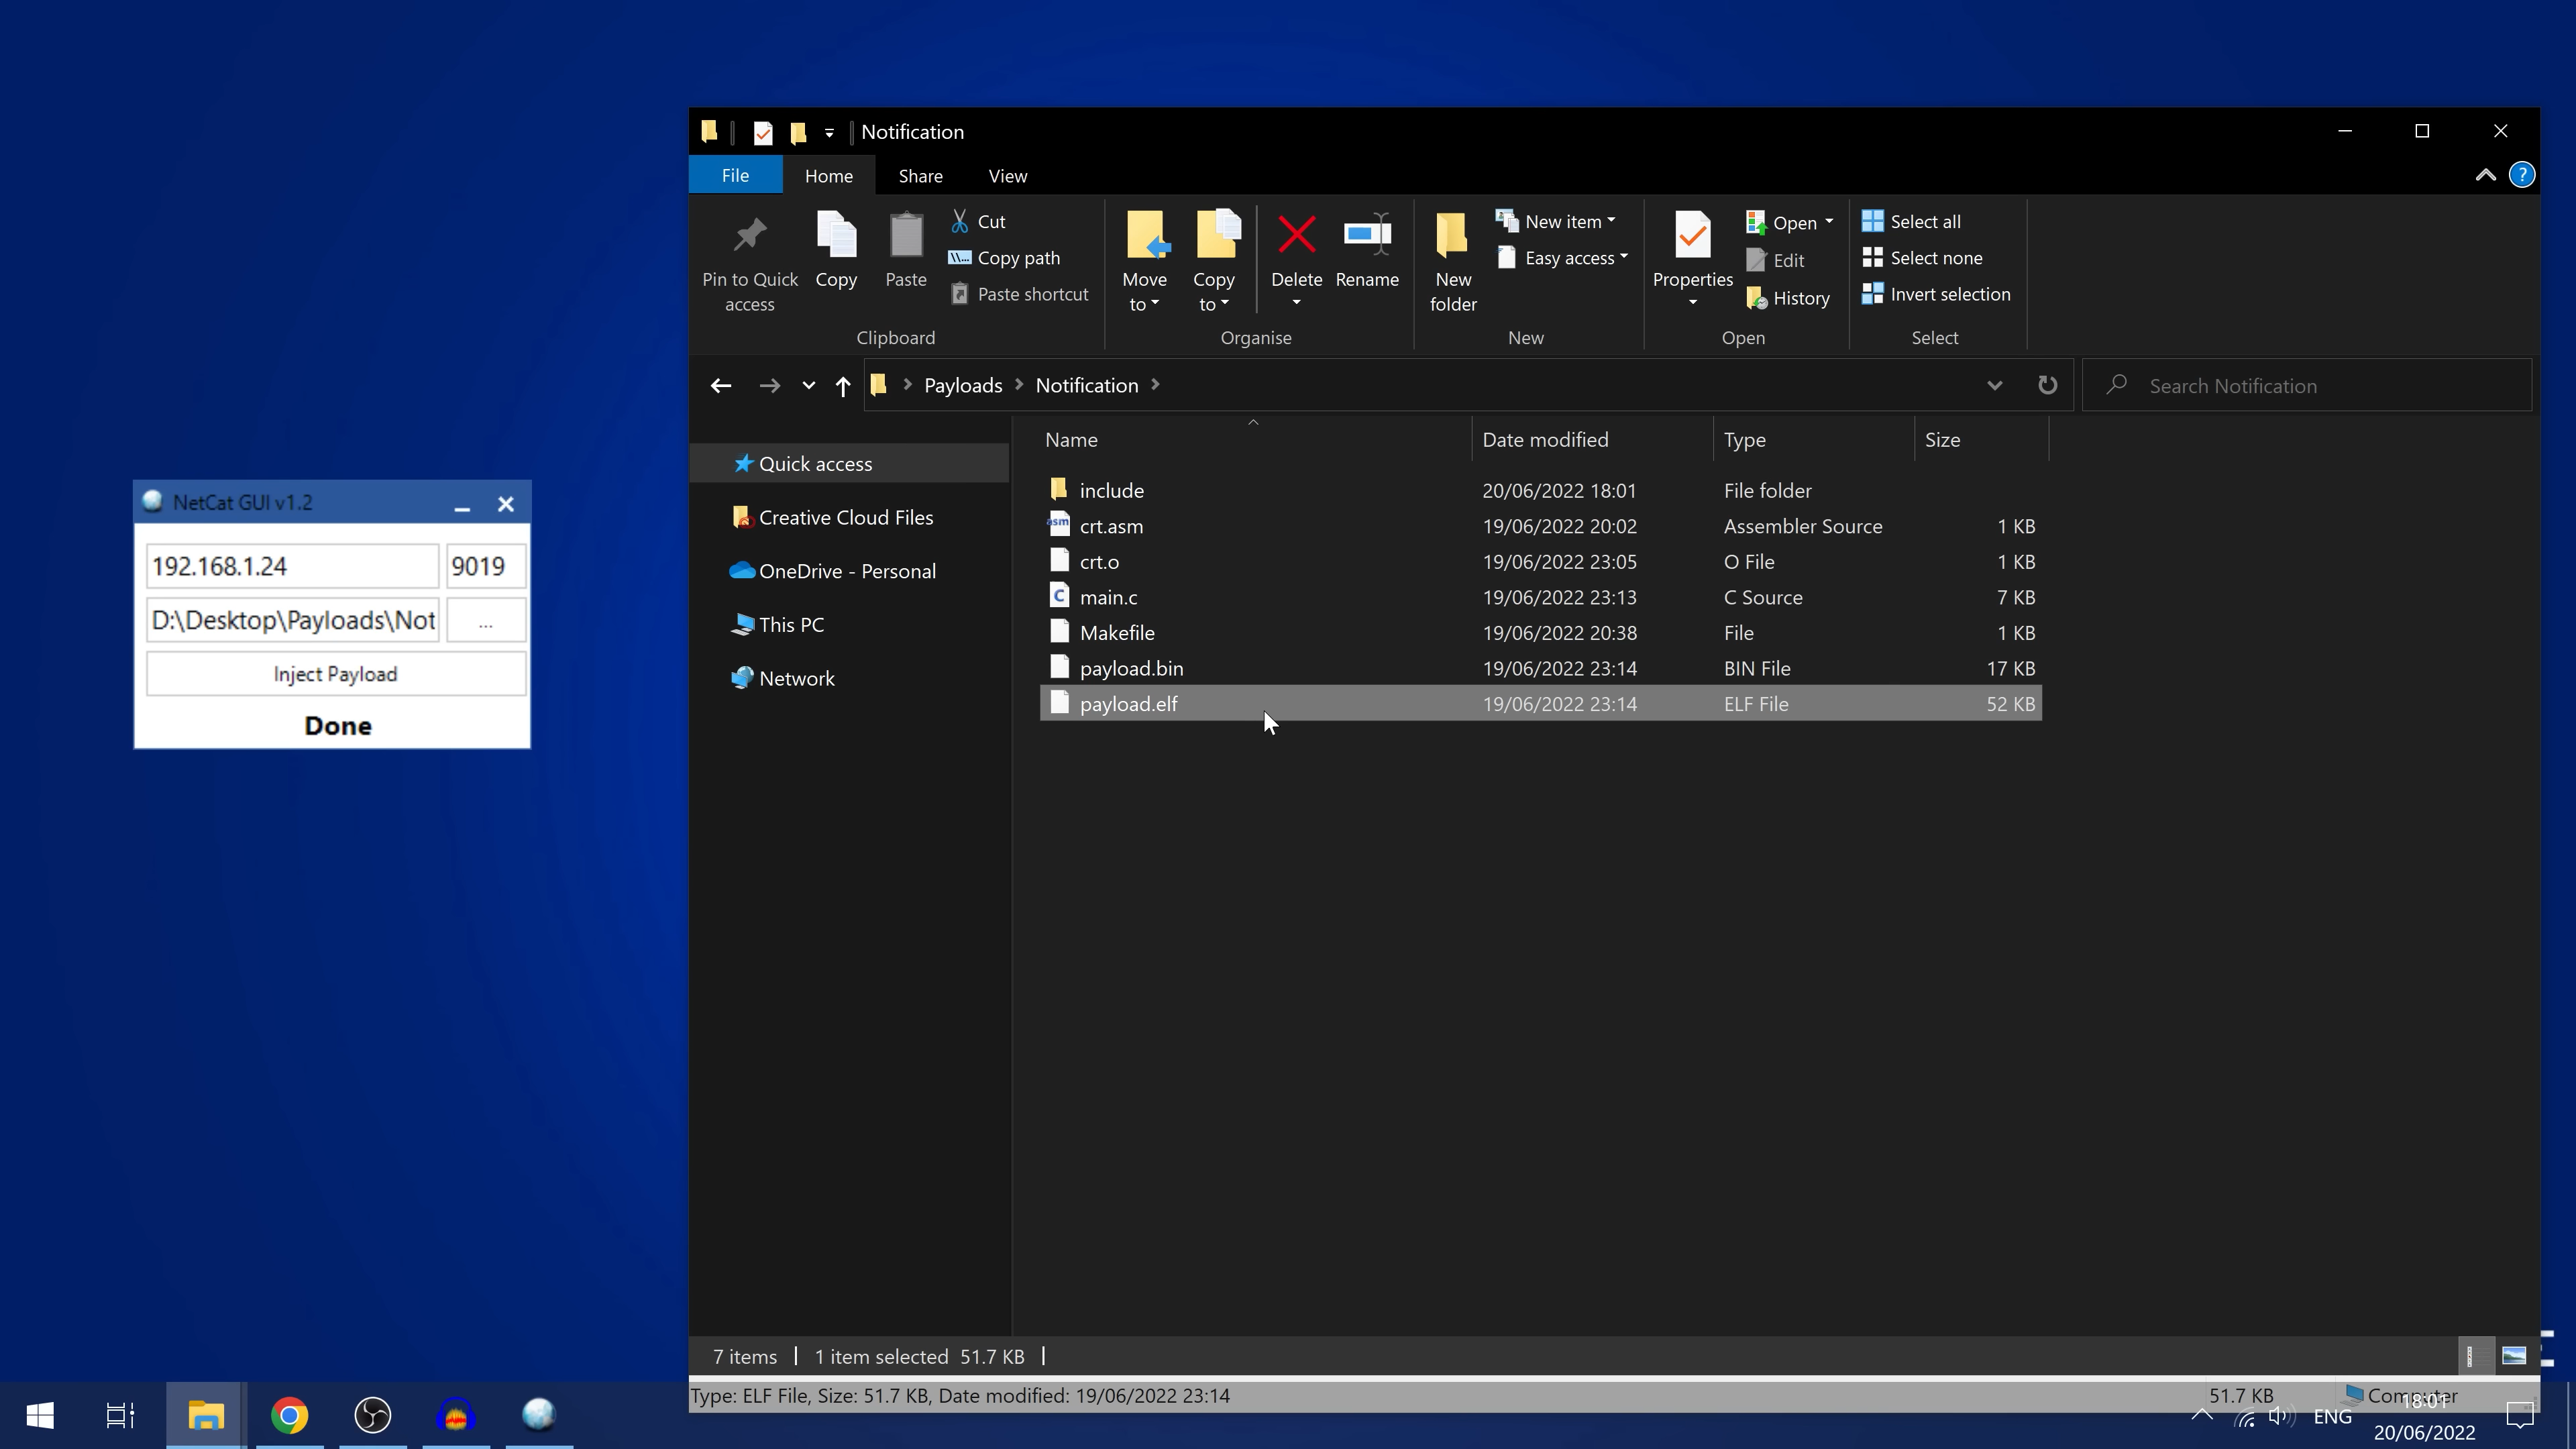 Notification
File Home Share View
Pin to Quick access
Copy
Paste
Cut
Copy path
Paste shortcut
Clipboard
Move to
Copy to
Delete
Rename
Organise
New folder
New item
Easy access
New
Properties
Open
Edit
History
Open
Select all
Select none
Invert selection
Select
Payloads Notification
Search Notification
Quick access
Creative Cloud Files
OneDrive - Personal
This PC
Network
Name Date modified Type Size
include 20/06/2022 18:01 File folder
crt.asm 19/06/2022 20:02 Assembler Source 1 KB
crt.o 19/06/2022 23:05 O File 1 KB
main.c 19/06/2022 23:13 C Source 7 KB
Makefile 19/06/2022 20:38 File 1 KB
payload.bin 19/06/2022 23:14 BIN File 17 KB
payload.elf 19/06/2022 23:14 ELF File 52 KB
NetCat GUI v1.2
192.168.1.24 9019
D:\Desktop\Payloads\Not ...
Inject Payload
Done
7 items 1 item selected 51.7 KB
Type: ELF File, Size: 51.7 KB, Date modified: 19/06/2022 23:14 51.7 KB Computer
ENG
18:01
20/06/2022